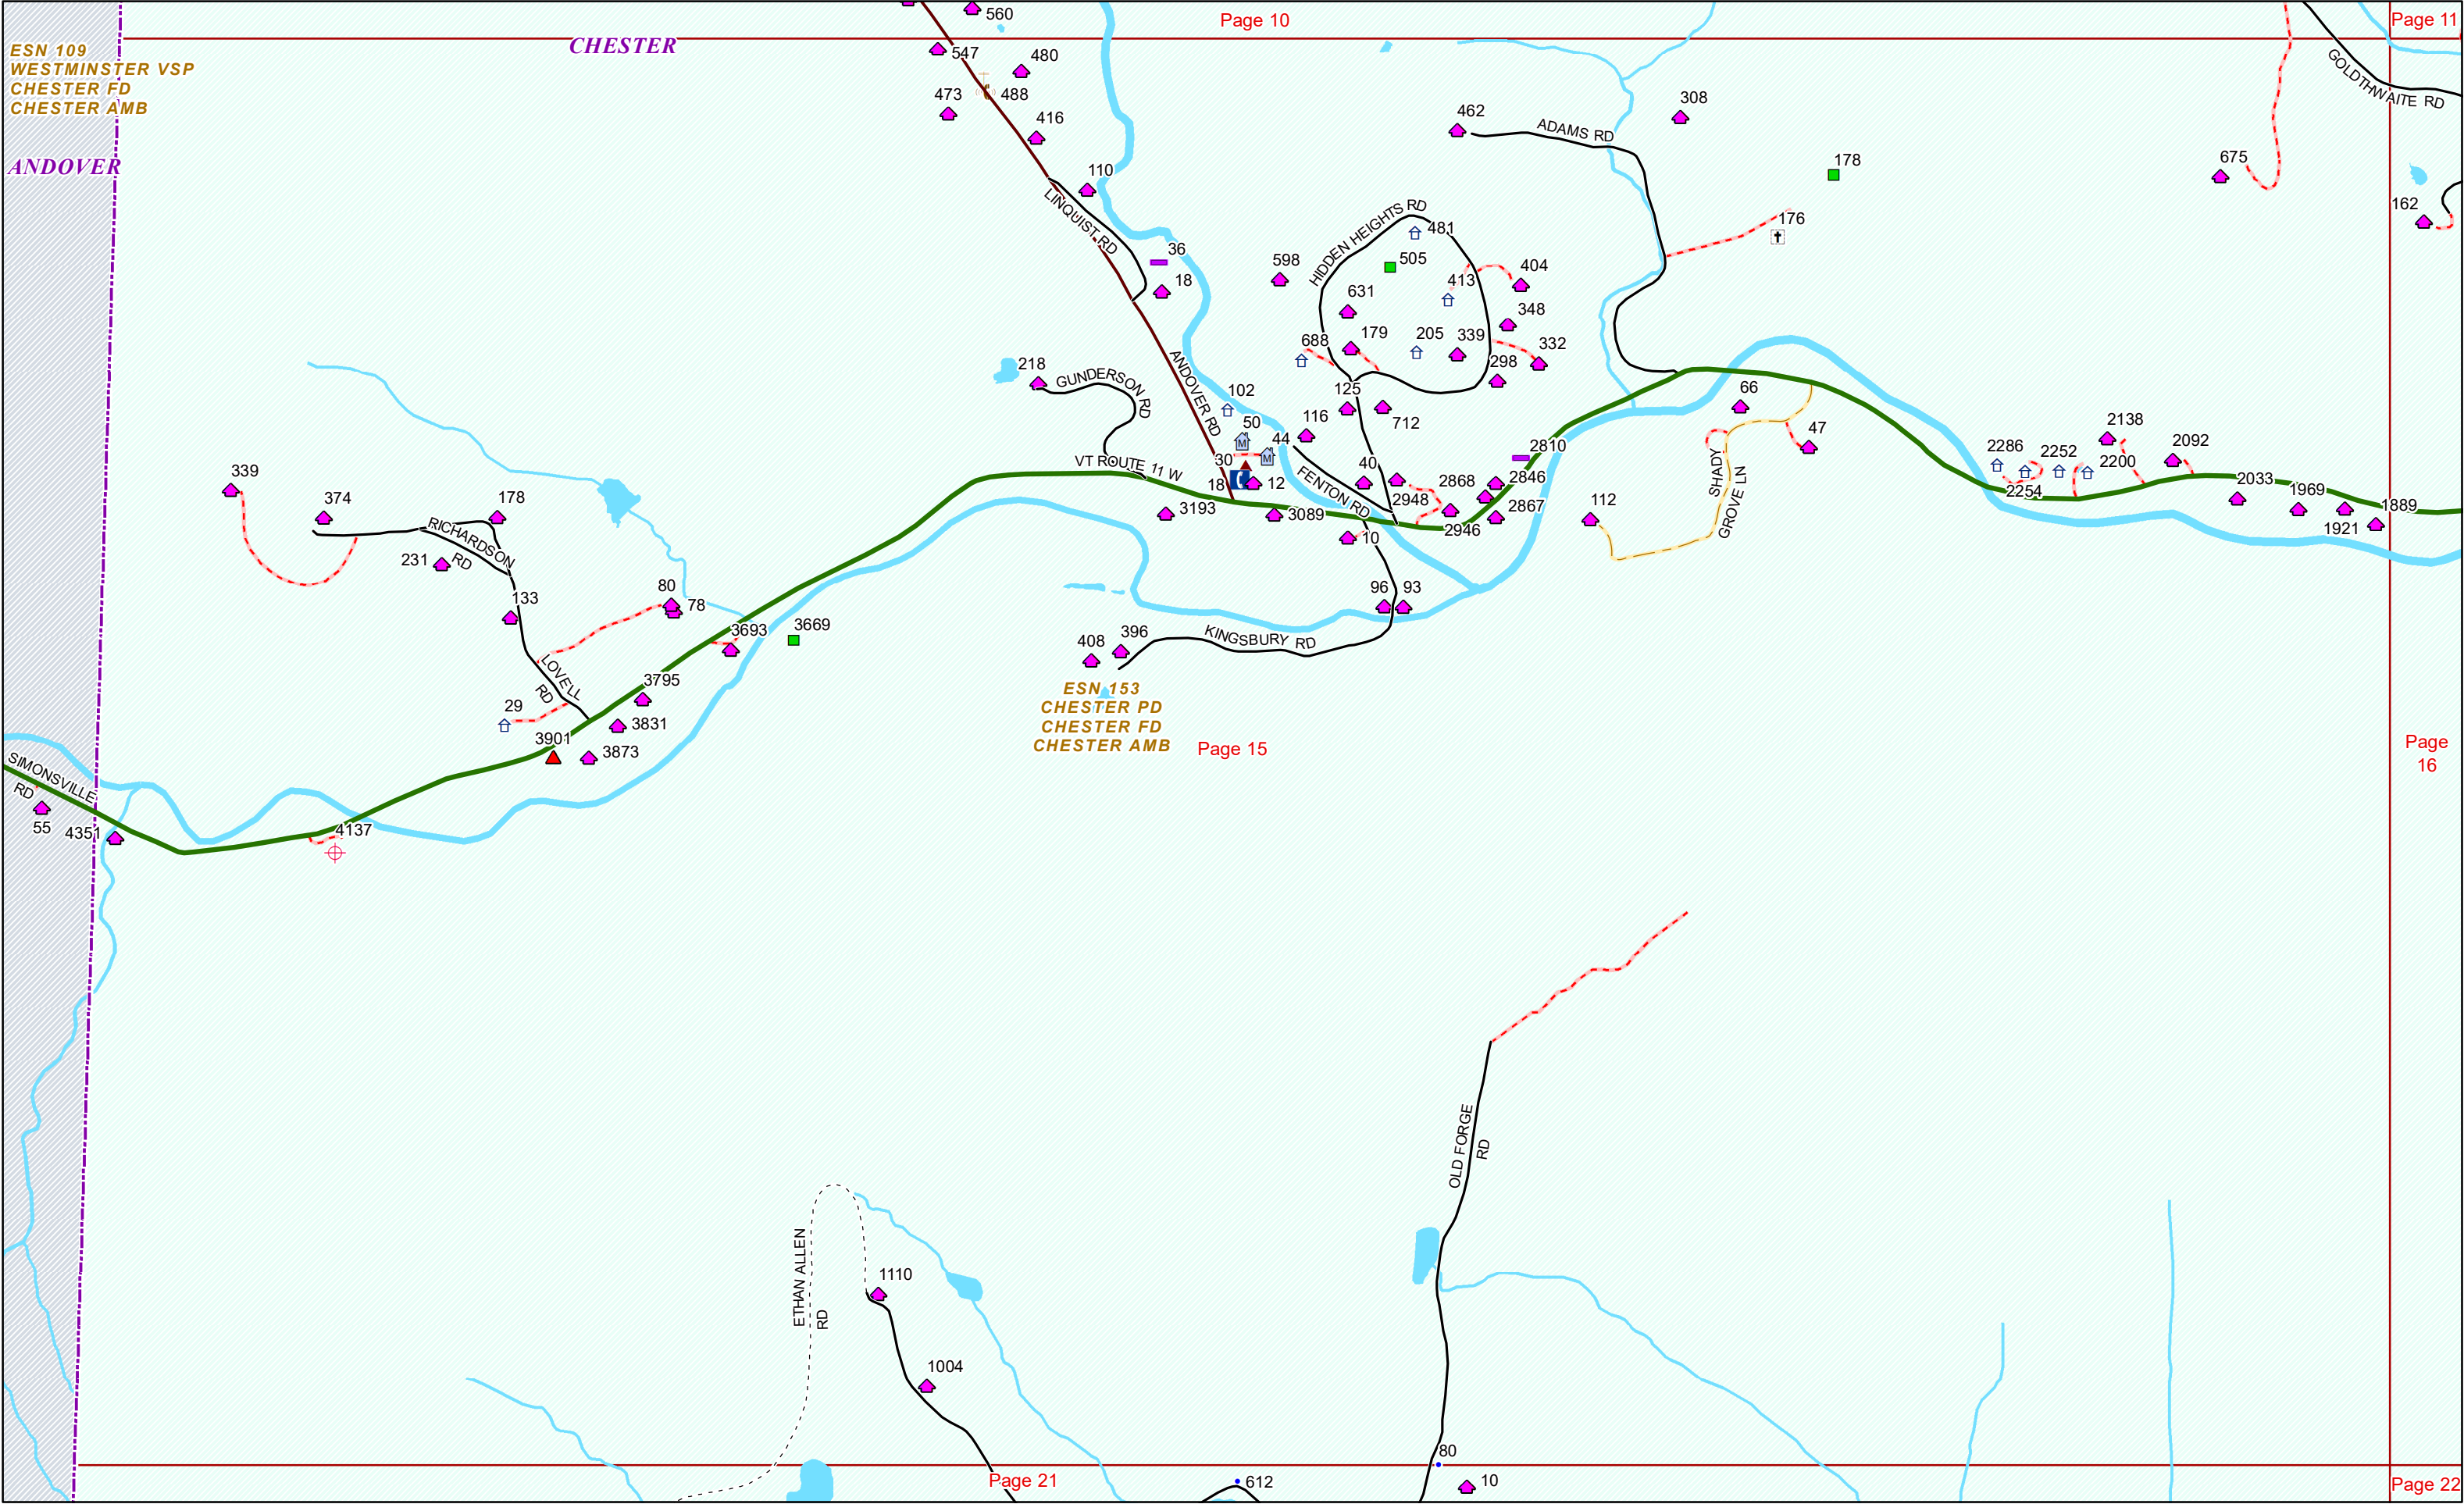 560
Page 10
Page 11
CHESTER
ESN 109
WESTMINSTER VSP
CHESTER FD
CHESTER AMB
547
480
GOLDTHWAITE RD
473
488
462
ADAMS RD
308
416
ANDOVER
110
178
675
LINQUIST RD
HIDDEN HEIGHTS RD
176
162
36
481
598
505
404
18
413
631
348
179
205
339
332
688
298
218
GUNDERSON RD
ANDOVER RD
102
125
66
116
712
50
44
2138
47
2810
2092
2286
2252
2200
VT ROUTE 11 W
30
40
339
FENTON RD
2868
2846
SHADY
GROVE LN
2254
2033
18
12
1969
374
178
2948
112
1889
3193
3089
2867
1921
RICHARDSON
RD
2946
10
231
80
78
96
93
133
3693
3669
KINGSBURY RD
408
396
LOVELL
RD
3795
ESN 153
CHESTER PD
CHESTER FD
CHESTER AMB
29
3831
Page 15
Page
16
3901
3873
SIMONSVILLE
RD
55
4351
4137
OLD FORGE
RD
ETHAN ALLEN
RD
1110
1004
80
Page 21
612
10
Page 22
M
M